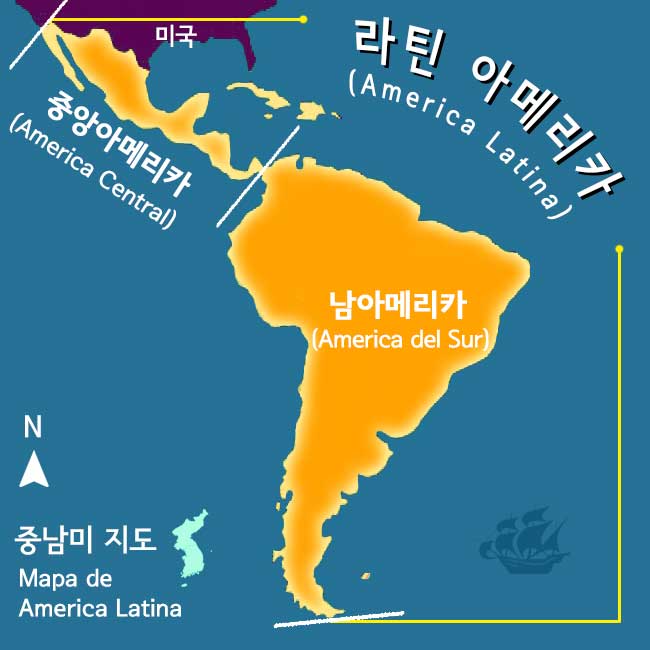 미국
라틴 아메리카
(America Latina)
중앙아메리카
(America Central)
남아메리카
(America del Sur)
N
중남미 지도
Mapa de
America Latina